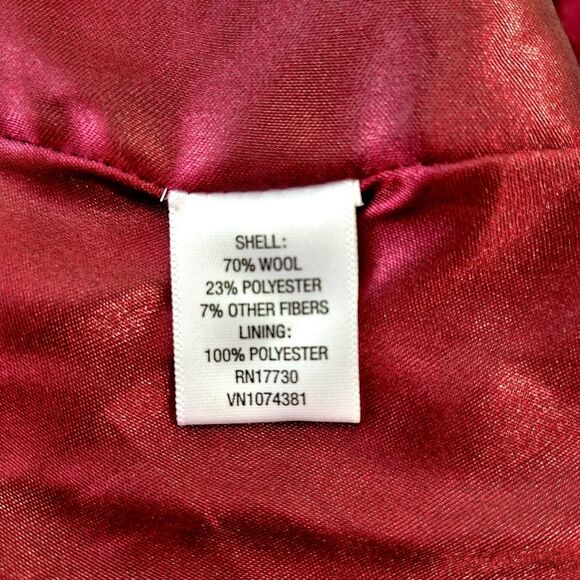 SHELL:
70% WOOL
23% POLYESTER
7% OTHER FIBERS
LINING:
100% POLYESTER
RN17730
VN1074381